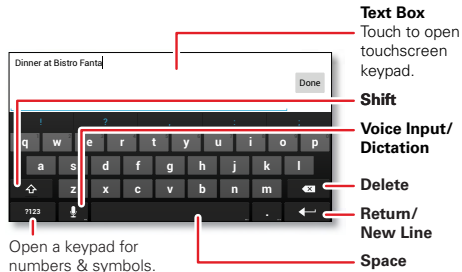 Text Box
Touch to open
touchscreen
keypad.
Dinner at Bistro Fanta
Done
Shift
! ? , : ;
q w e r t y u i o p
Voice Input/
Dictation
a s d f g h j k l
z x c v b n m
Delete
?123
.
Return/
New Line
Open a keypad for
numbers & symbols.
Space